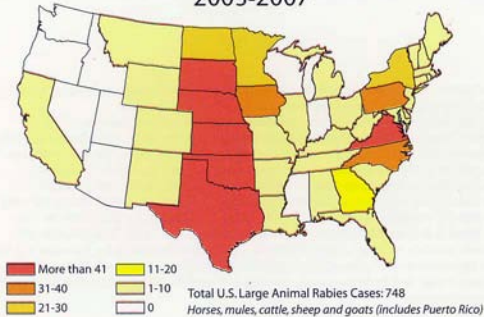 2005-2007
More than 41
31-40
21-30
11-20
1-10
0
Total U.S. Large Animal Rabies Cases: 748
Horses, mules, cattle, sheep and goats (includes Puerto Rico)